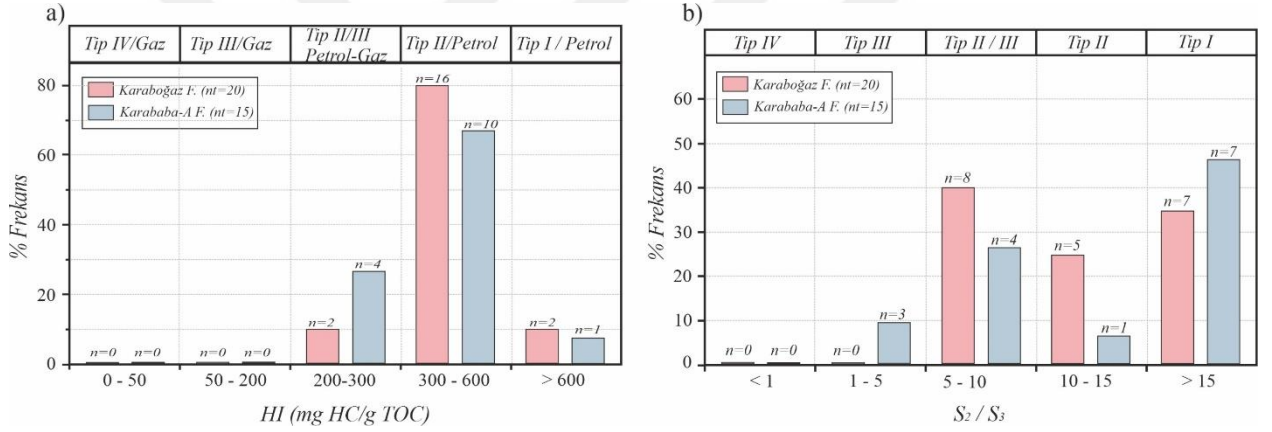 a)
Tip IV/Gaz Tip III/Gaz Tip II/III Petrol-Gaz Tip II/Petrol Tip I / Petrol
Karaboğaz F. (nt=20)
Karababa-A F. (nt=15)
% Frekans
80
60
40
20
0
n=0 n=0 n=0 n=0 n=2 n=4 n=16 n=10 n=2 n=1
0 - 50 50 - 200 200-300 300 - 600 > 600
HI (mg HC/g TOC)
b)
Tip IV Tip III Tip II / III Tip II Tip I
Karaboğaz F. (nt=20)
Karababa-A F. (nt=15)
% Frekans
60
50
40
30
20
10
0
n=0 n=0 n=0 n=3 n=8 n=4 n=5 n=1 n=7 n=7
< 1 1 - 5 5 - 10 10 - 15 > 15
S2 / S3